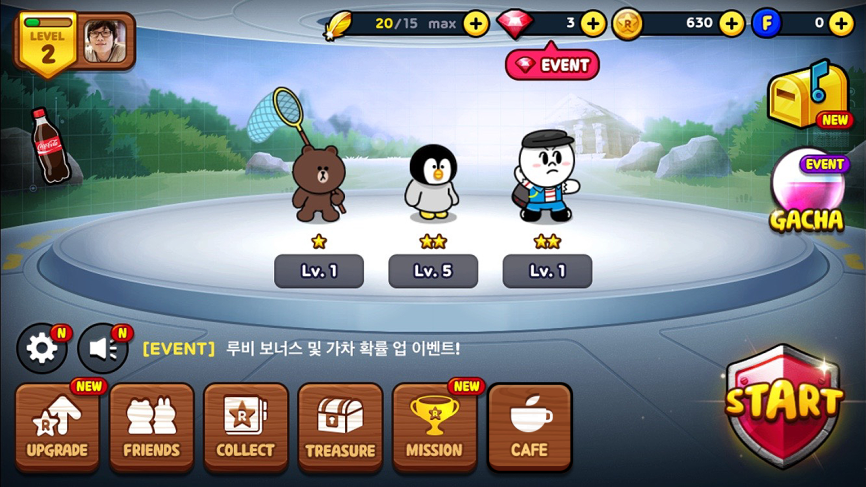 LEVEL
2
20/15 max
3
630
F
0
EVENT
Coca-Cola
NEW
EVENT
GACHA
Lv. 1
Lv. 5
Lv. 1
N
N
[EVENT] 루비 보너스 및 가차 확률 업 이벤트!
NEW
NEW
R
R
UPGRADE
FRIENDS
COLLECT
TREASURE
MISSION
CAFE
START